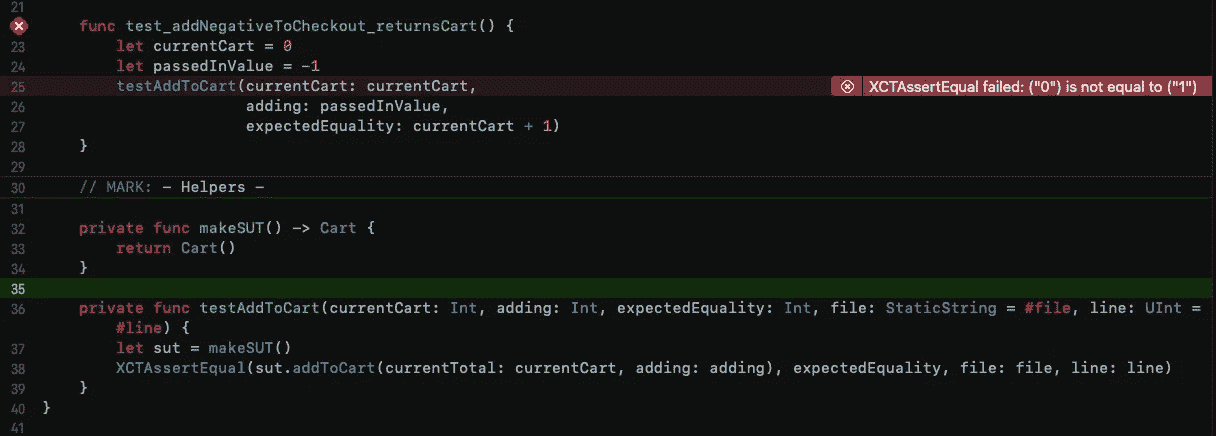 21
func test_addNegativeToCheckout_returnsCart() {
23 let currentCart = 0
24 let passedInValue = -1
25 testAddToCart(currentCart: currentCart, XCTAssertEqual failed: ("0") is not equal to ("1")
26 adding: passedInValue,
27 expectedEquality: currentCart + 1)
28 }
29
30 // MARK: - Helpers -
31
32 private func makeSUT() -> Cart {
33 return Cart()
34 }
35
36 private func testAddToCart(currentCart: Int, adding: Int, expectedEquality: Int, file: StaticString = #file, line: UInt =
#line) {
37 let sut = makeSUT()
38 XCTAssertEqual(sut.addToCart(currentTotal: currentCart, adding: adding), expectedEquality, file: file, line: line)
39 }
40 }
41